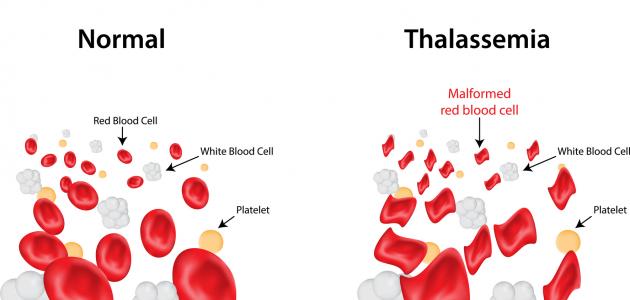 Normal
Red Blood Cell
White Blood Cell
Platelet
Thalassemia
Malformed
red blood cell
White Blood Cell
Platelet